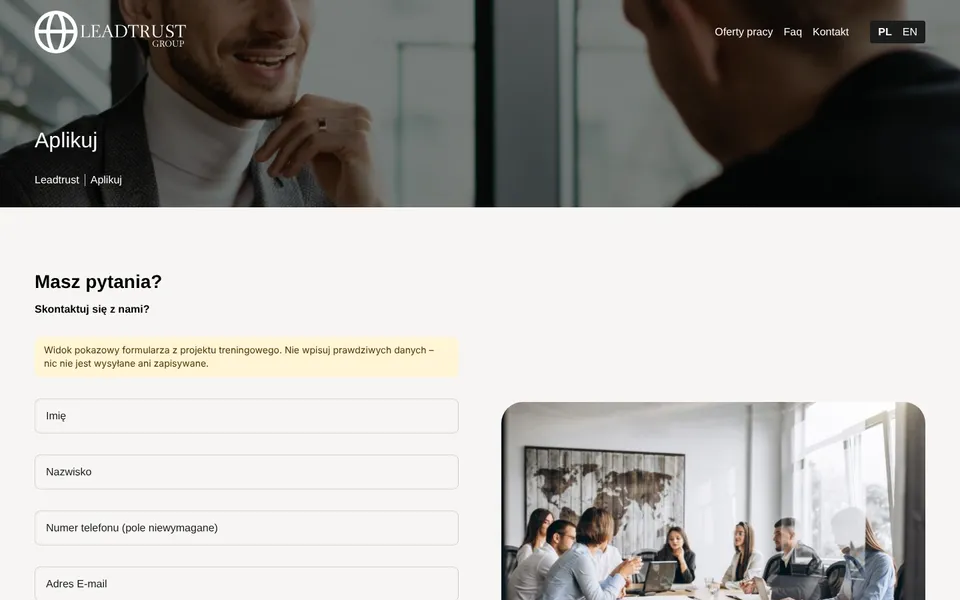 LEADTRUST
GROUP
Oferty pracy Faq Kontakt PL EN
Aplikuj
Leadtrust | Aplikuj
Masz pytania?
Skontaktuj się z nami?
Widok pokazowy formularza z projektu treningowego. Nie wpisuj prawdziwych danych –
nic nie jest wysyłane ani zapisywane.
Imię
Nazwisko
Numer telefonu (pole niewymagane)
Adres E-mail